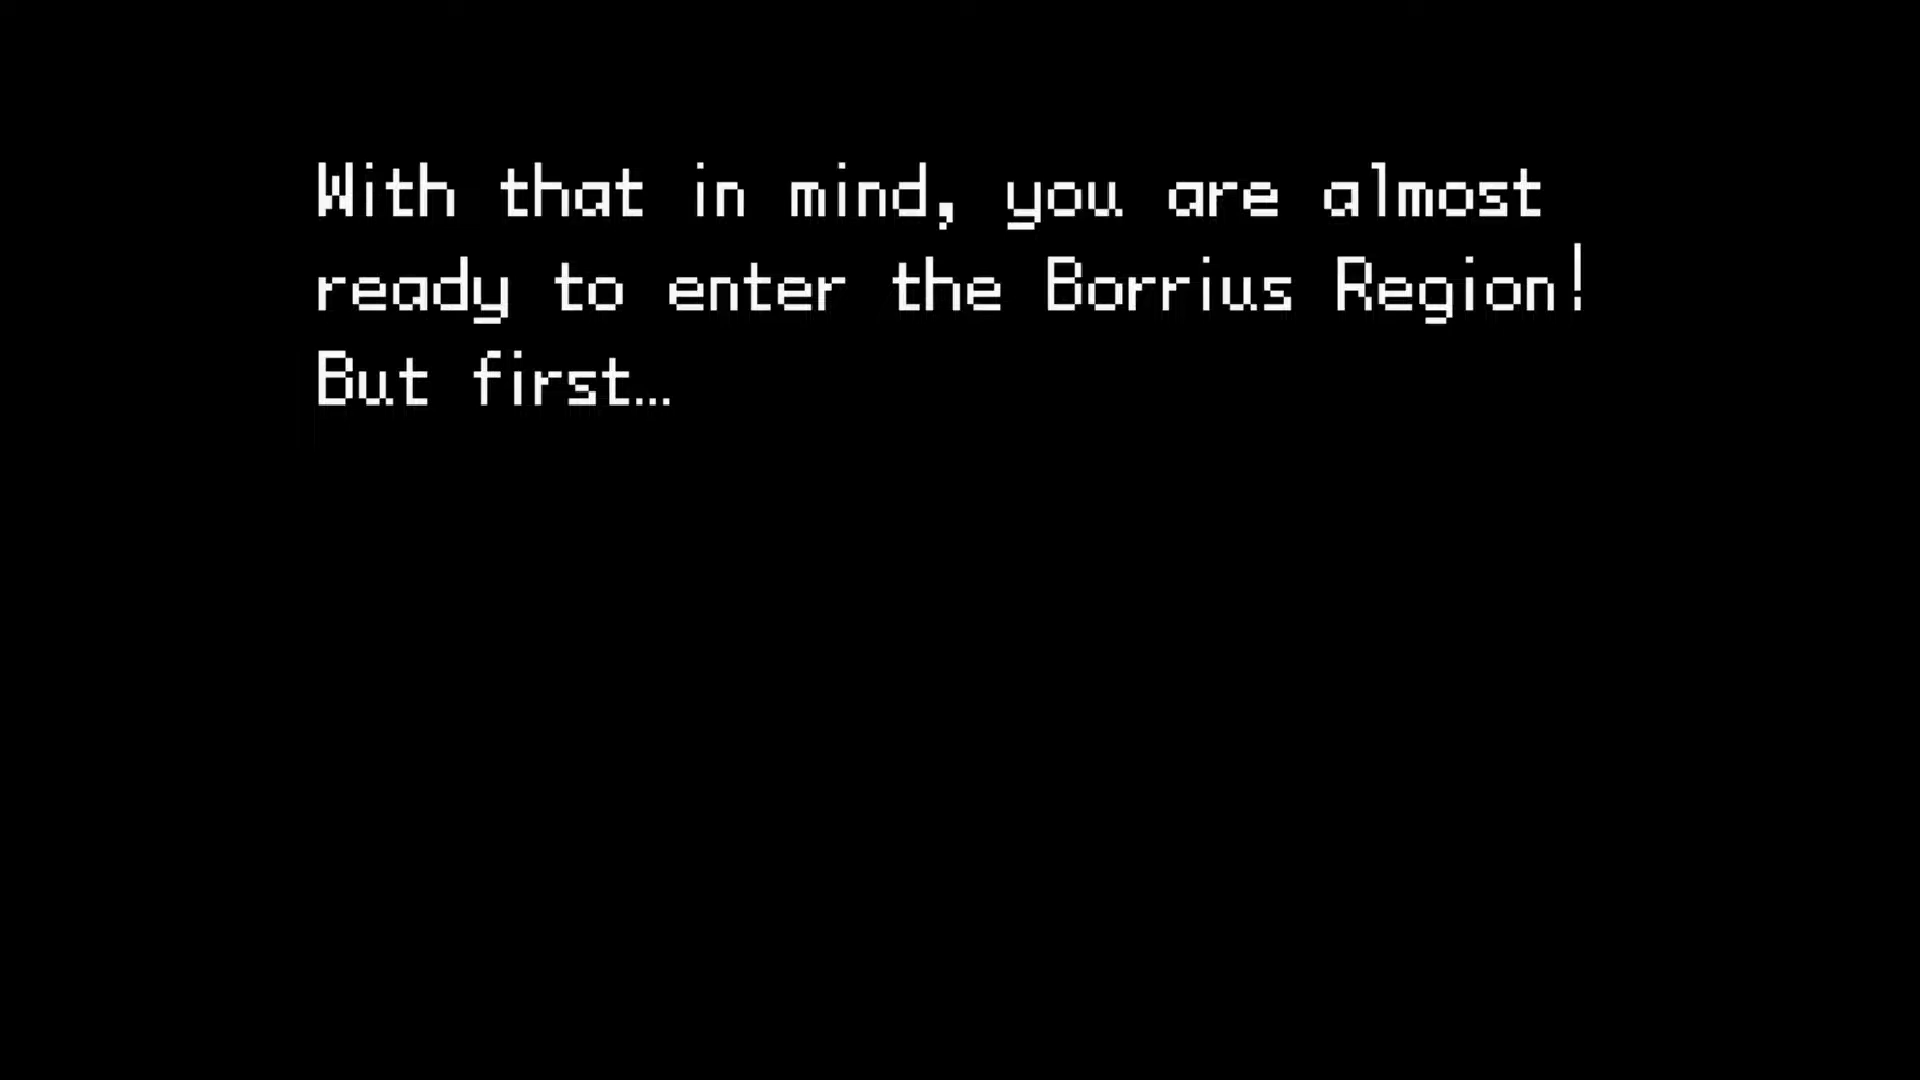 With that in mind, you are almost
ready to enter the Borrius Region!
But first…